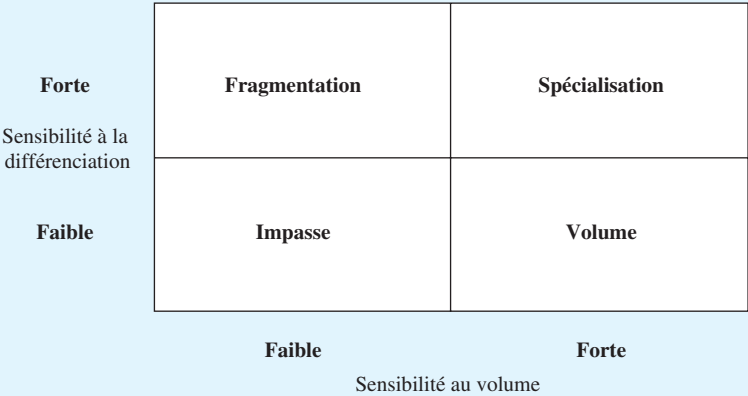 Forte
Fragmentation
Spécialisation
Sensibilité à la
différenciation
Faible
Impasse
Volume
Faible
Forte
Sensibilité au volume